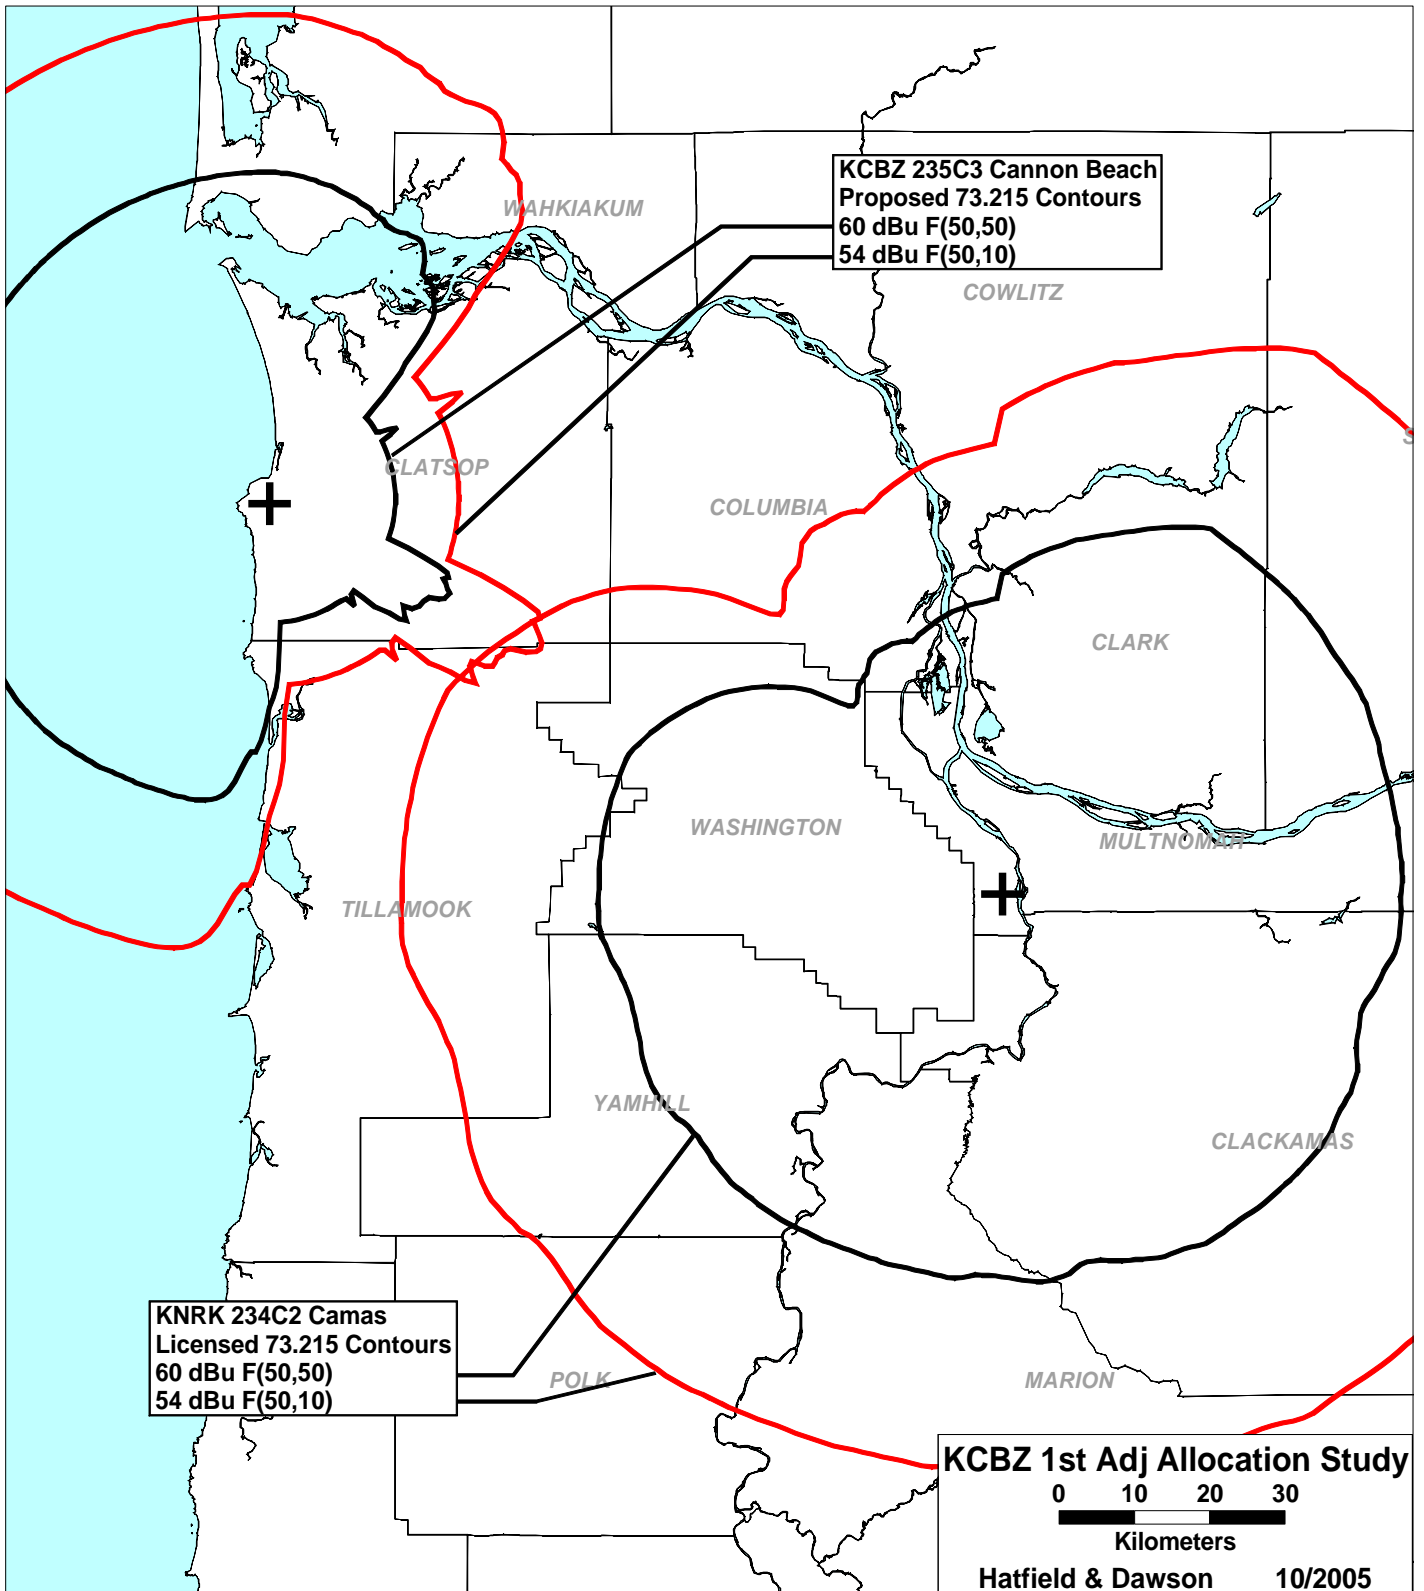 WAHKIAKUM
KCBZ 235C3 Cannon Beach
Proposed 73.215 Contours
60 dBu F(50,50)
54 dBu F(50,10)
COWLITZ
S
CLATSOP
COLUMBIA
CLARK
WASHINGTON
MULTNOMAH
TILLAMOOK
YAMHILL
CLACKAMAS
KNRK 234C2 Camas
Licensed 73.215 Contours
60 dBu F(50,50)
54 dBu F(50,10)
POLK
MARION
KCBZ 1st Adj Allocation Study
0 10 20 30
Kilometers
Hatfield & Dawson 10/2005